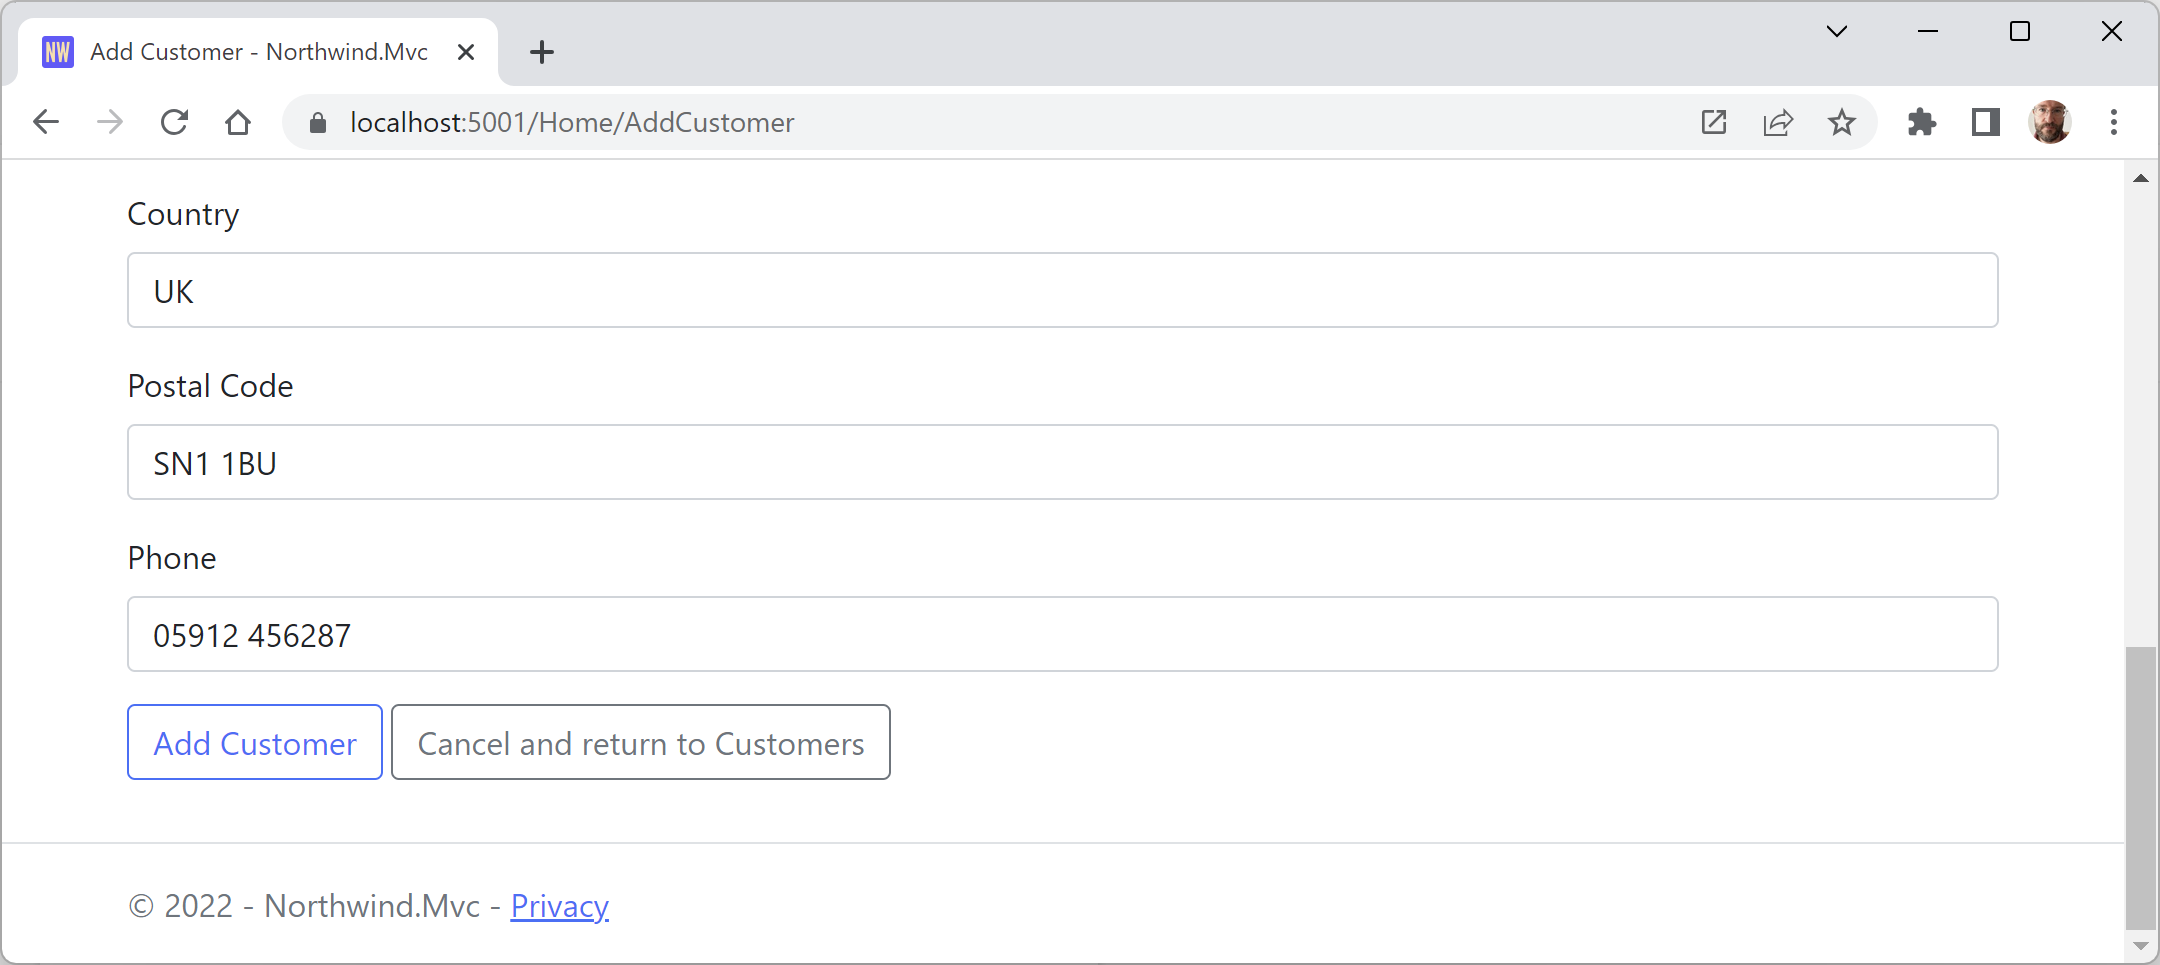 NW Add Customer - Northwind.Mvc
localhost:5001/Home/AddCustomer
Country
UK
Postal Code
SN1 1BU
Phone
05912 456287
Add Customer Cancel and return to Customers
© 2022 - Northwind.Mvc - Privacy